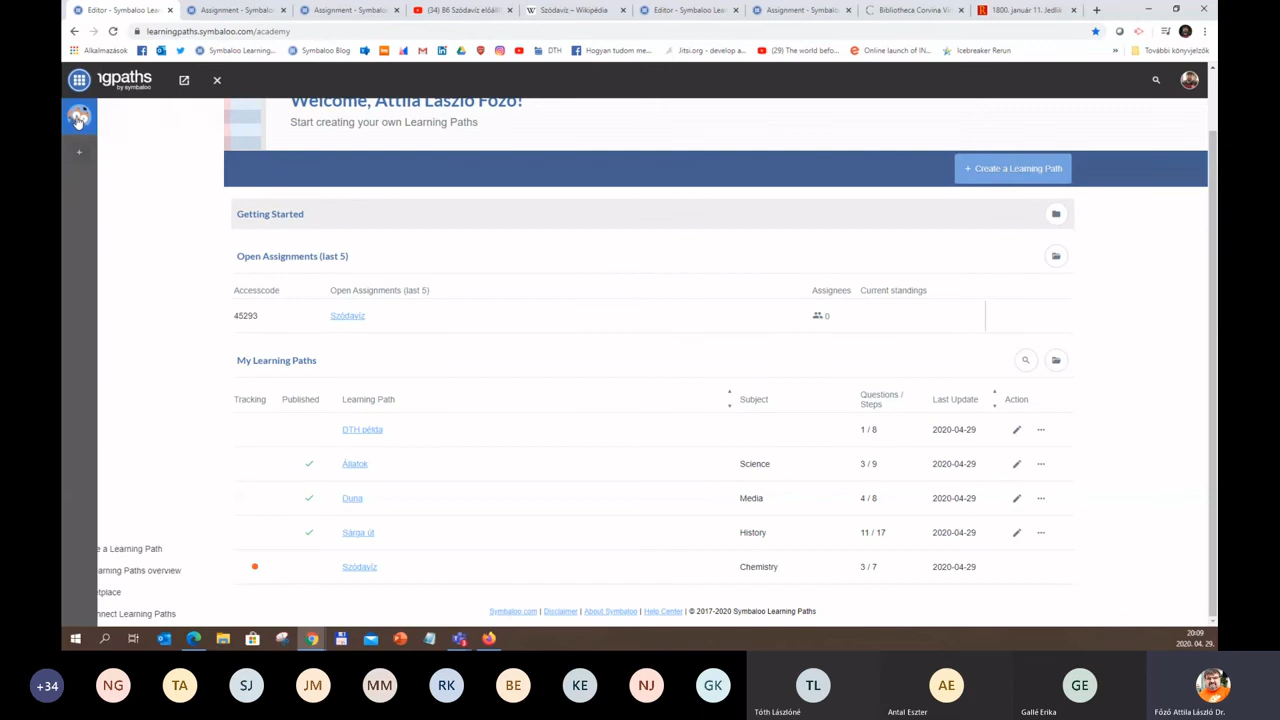 Editor - Symbaloo Lea
Assignment - Symbaloo
Assignment - Symbaloo
(34) B6 Szódavíz előáll
Szódavíz – Wikipédia
Editor - Symbaloo Lea
Assignment - Symbaloo
Bibliotheca Corvina Vi
1800. január 11. Jedlik
learningpaths.symbaloo.com/academy
Alkalmazások
Symbaloo Learning...
Symbaloo Blog
DTH
Hogyan tudom me...
Jitsi.org - develop a...
(29) The world befo...
Online launch of IN...
Icebreaker Rerun
»
További könyvjelzők
ngpaths
by symbaloo
Welcome, Attila László Főző!
Start creating your own Learning Paths
+ Create a Learning Path
Getting Started
Open Assignments (last 5)
Accesscode Open Assignments (last 5) Assignees Current standings
45293 Szódavíz 0
My Learning Paths
Tracking Published Learning Path Subject Questions / Steps Last Update Action
DTH példa 1 / 8 2020-04-29
Állatok Science 3 / 9 2020-04-29
Duna Media 4 / 8 2020-04-29
Sárga út History 11 / 17 2020-04-29
Szódavíz Chemistry 3 / 7 2020-04-29
e a Learning Path
arning Paths overview
etplace
nnect Learning Paths
Symbaloo.com | Disclaimer | About Symbaloo | Help Center | © 2017-2020 Symbaloo Learning Paths
20:09
2020. 04. 29.
+34 NG TA SJ JM MM RK BE KE NJ GK TL AE GE
Tóth Lászlóné
Antal Eszter
Gallé Erika
Főző Attila László Dr.